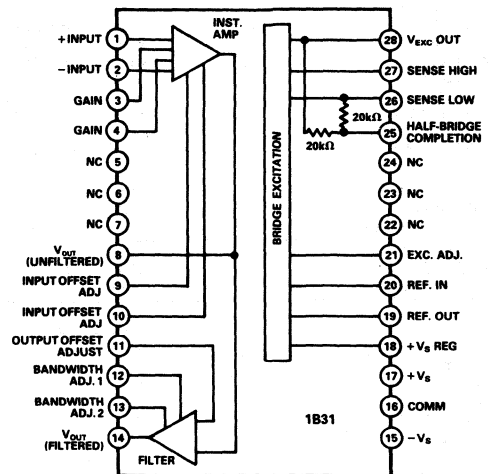 INST.
AMP
+INPUT 1
−INPUT 2
GAIN 3
GAIN 4
NC 5
NC 6
NC 7
VOUT
(UNFILTERED) 8
INPUT OFFSET
ADJ 9
INPUT OFFSET
ADJ 10
OUTPUT OFFSET
ADJUST 11
BANDWIDTH
ADJ. 1 12
BANDWIDTH
ADJ. 2 13
VOUT
(FILTERED) 14
FILTER
BRIDGE EXCITATION
28 VEXC OUT
27 SENSE HIGH
26 SENSE LOW
20kΩ
20kΩ
25 HALF-BRIDGE
COMPLETION
24 NC
23 NC
22 NC
21 EXC. ADJ.
20 REF. IN
19 REF. OUT
18 +VS REG
17 +VS
16 COMM
15 −VS
1B31